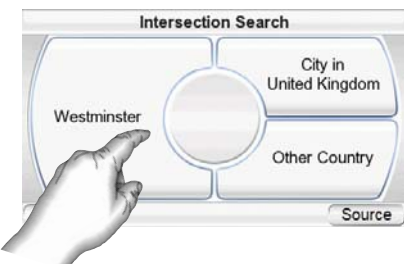 Intersection Search
Westminster
City in
United Kingdom
Other Country
Source